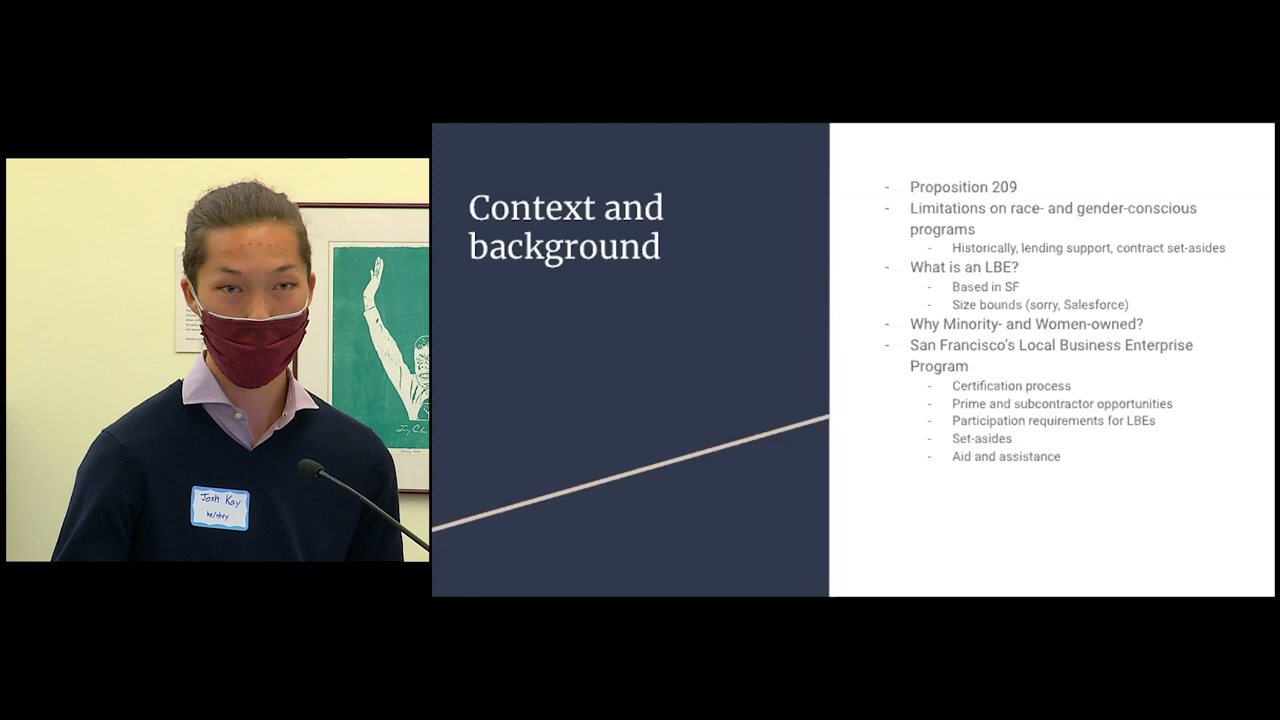 Josh Kay
he/they
Context and
background
- Proposition 209
- Limitations on race- and gender-conscious
programs
- Historically, lending support, contract set-asides
- What is an LBE?
- Based in SF
- Size bounds (sorry, Salesforce)
- Why Minority- and Women-owned?
- San Francisco's Local Business Enterprise
Program
- Certification process
- Prime and subcontractor opportunities
- Participation requirements for LBEs
- Set-asides
- Aid and assistance